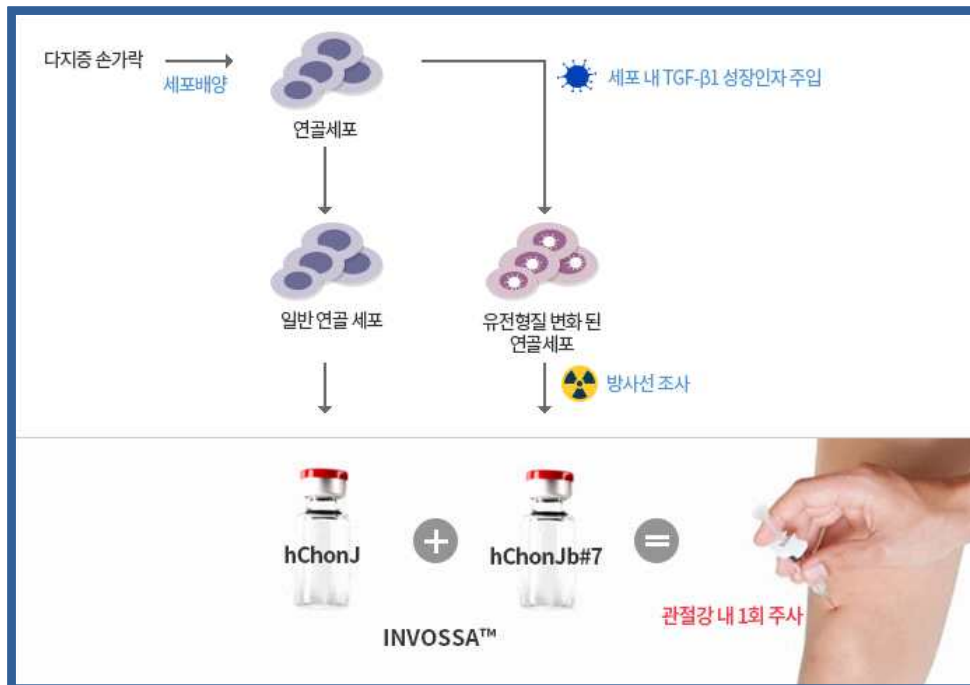 다지증 손가락
세포배양
세포 내 TGF-β1 성장인자 주입
연골세포
일반 연골 세포
유전형질 변화 된
연골세포
방사선 조사
hChonJ
hChonJb#7
관절강 내 1회 주사
INVOSSA™